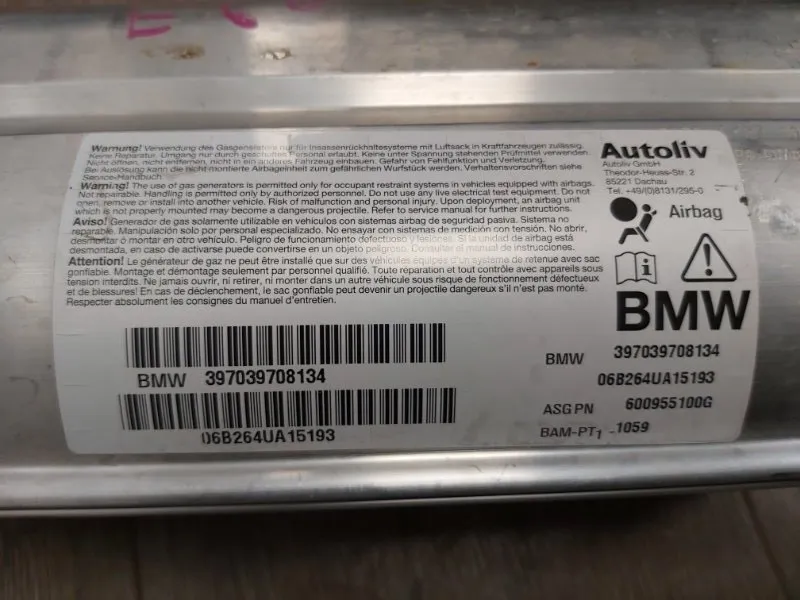 Warnung! Verwendung des Gasgenerators nur für Insassenrückhaltesysteme mit Luftsack in Kraftfahrzeugen zulässig.
Keine Reparatur. Umgang nur durch geschultes Personal erlaubt. Keine unter Spannung stehenden Prüfmittel verwenden.
Nicht öffnen, nicht entfernen, nicht in ein anderes Fahrzeug einbauen. Gefahr von Fehlfunktion und Verletzung.
Bei Auslösung kann die nicht montierte Airbageinheit zum gefährlichen Wurfstück werden. Verhaltensvorschriften siehe
Service-Handbuch
Warning! The use of gas generators is permitted only for occupant restraint systems in vehicles equipped with airbags.
Not repairable. Handling is permitted only by authorized personnel. Do not use any live electrical test equipment. Do not
open, remove or install into another vehicle. Risk of malfunction and personal injury. Upon deployment, an airbag unit
which is not properly mounted may become a dangerous projectile. Refer to service manual for further instructions.
Aviso! Generador de gas solamente utilizable en vehículos con sistemas airbag de seguridad pasiva. Sistema no
reparable. Manipulación solo por personal especializado. No ensayar con sistemas de medición con tensión. No abrir,
desmontar ó montar en otro vehículo. Peligro de funcionamiento defectuoso y lesiones. Si la unidad de airbag está
desmontada, en caso de activarse puede convertirse en un objeto peligroso. Consultar el manual de instrucciones.
Attention! Le générateur de gaz ne peut être installé que sur des véhicules équipés d'un système de retenue avec sac
gonflable. Montage et démontage seulement par personnel qualifié. Toute reparation et tout contrôle avec appareils sous
tension interdits. Ne jamais ouvrir, ni retirer, ni monter dans un autre véhicule sous risque de fonctionnement défectueux
et de blessures! En cas de déclenchement, le sac gonflable peut devenir un projectile dangereux s'il n'est pas monté.
Respecter absolument les consignes du manuel d'entretien.
BMW 397039708134
06B264UA15193
Autoliv
Autoliv GmbH
Theodor-Heuss-Str. 2
85221 Dachau
Tel. +49/(0)8131/295-0
Airbag
BMW
BMW 397039708134
06B264UA15193
ASG PN 600955100G
BAM-PT1 -1059